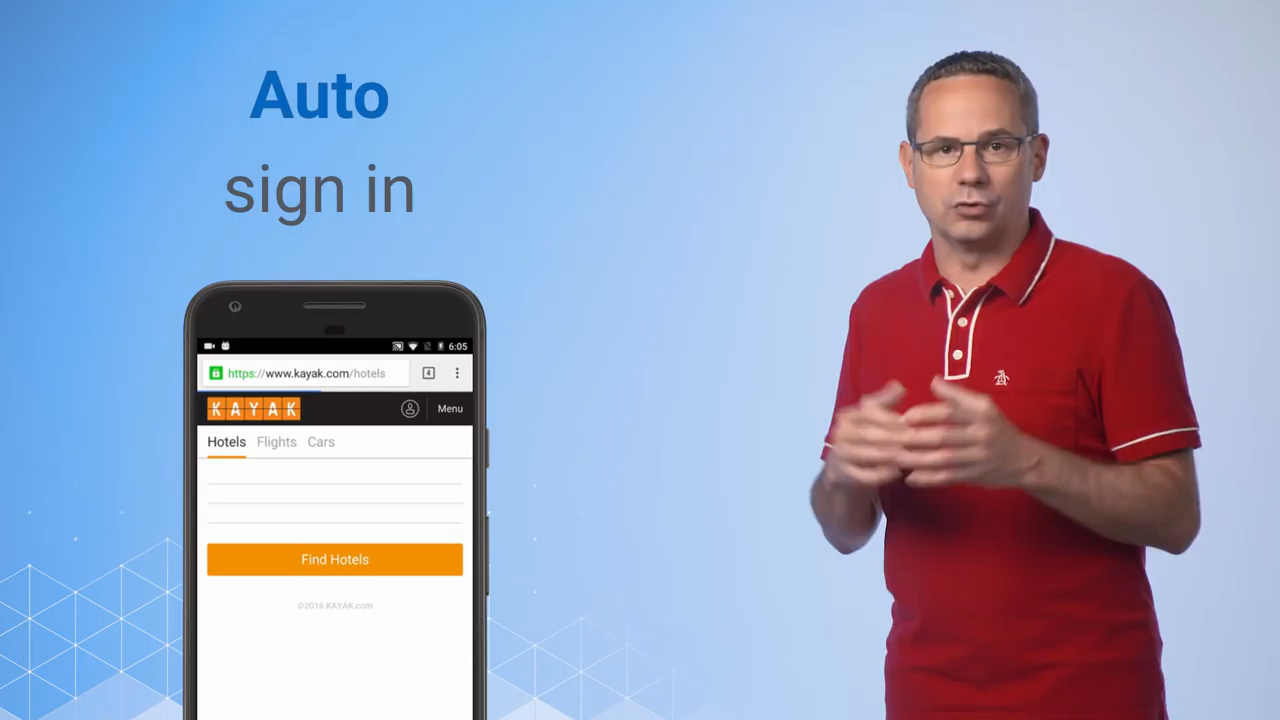 Auto
sign in
6:05
https://www.kayak.com/hotels
4
KAYAK
Menu
Hotels Flights Cars
Find Hotels
©2016 KAYAK.com